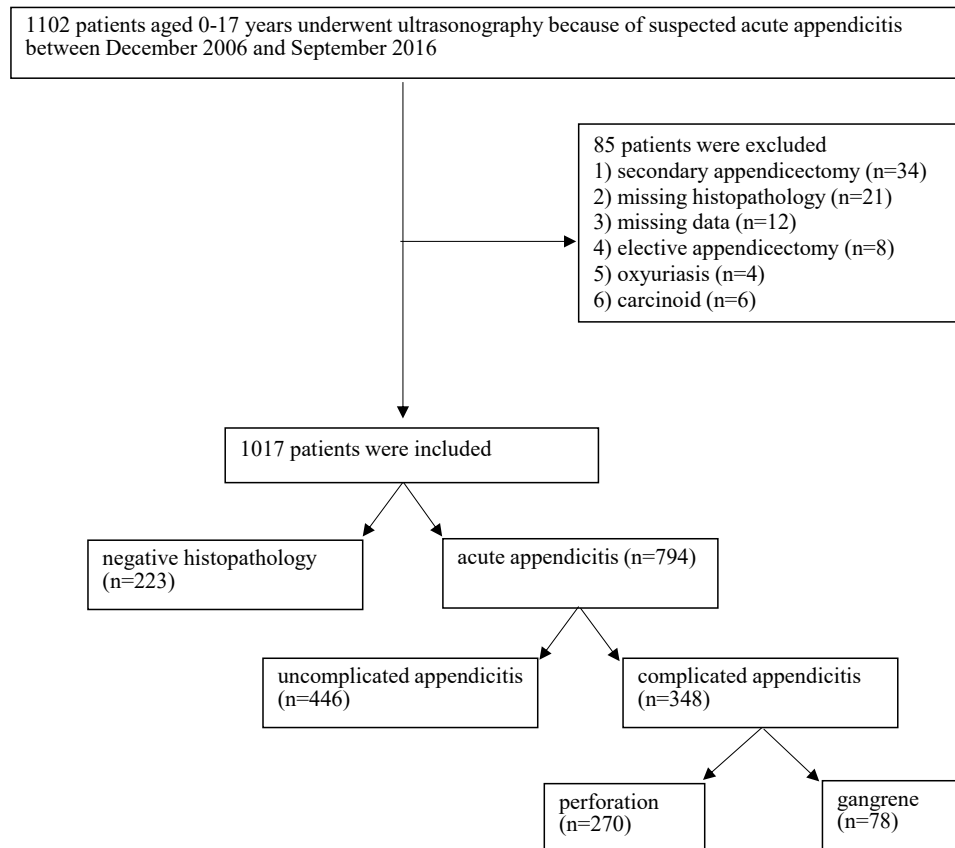 1102 patients aged 0-17 years underwent ultrasonography because of suspected acute appendicitis
between December 2006 and September 2016
85 patients were excluded
1) secondary appendicectomy (n=34)
2) missing histopathology (n=21)
3) missing data (n=12)
4) elective appendicectomy (n=8)
5) oxyuriasis (n=4)
6) carcinoid (n=6)
1017 patients were included
negative histopathology
(n=223)
acute appendicitis (n=794)
uncomplicated appendicitis
(n=446)
complicated appendicitis
(n=348)
perforation
(n=270)
gangrene
(n=78)